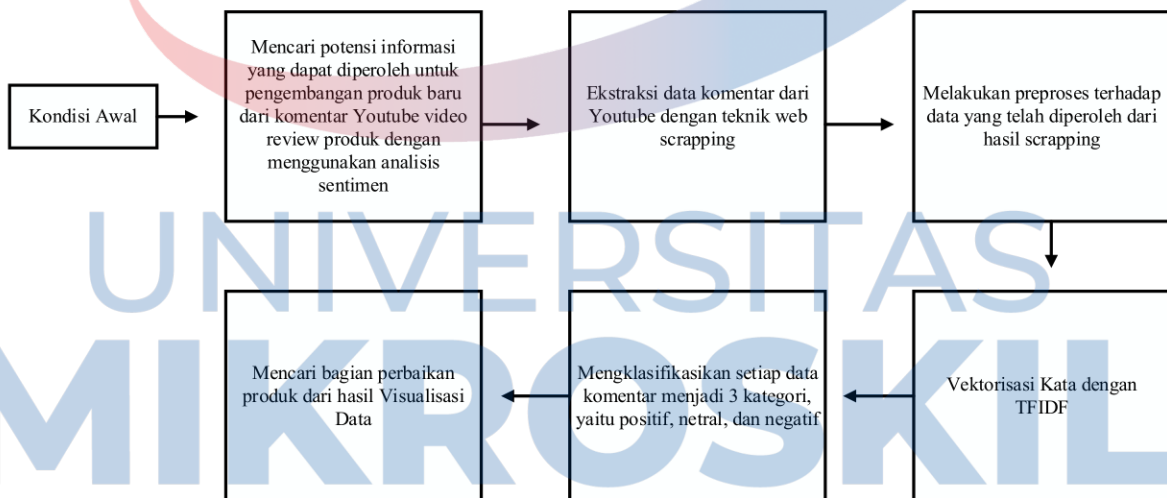 Kondisi Awal
Mencari potensi informasi
yang dapat diperoleh untuk
pengembangan produk baru
dari komentar Youtube video
review produk dengan
menggunakan analisis
sentimen
Ekstraksi data komentar dari
Youtube dengan teknik web
scrapping
Melakukan preproses terhadap
data yang telah diperoleh dari
hasil scrapping
Vektorisasi Kata dengan
TFIDF
Mengklasifikasikan setiap data
komentar menjadi 3 kategori,
yaitu positif, netral, dan negatif
Mencari bagian perbaikan
produk dari hasil Visualisasi
Data
UNIVERSITAS
MIKROSKIL